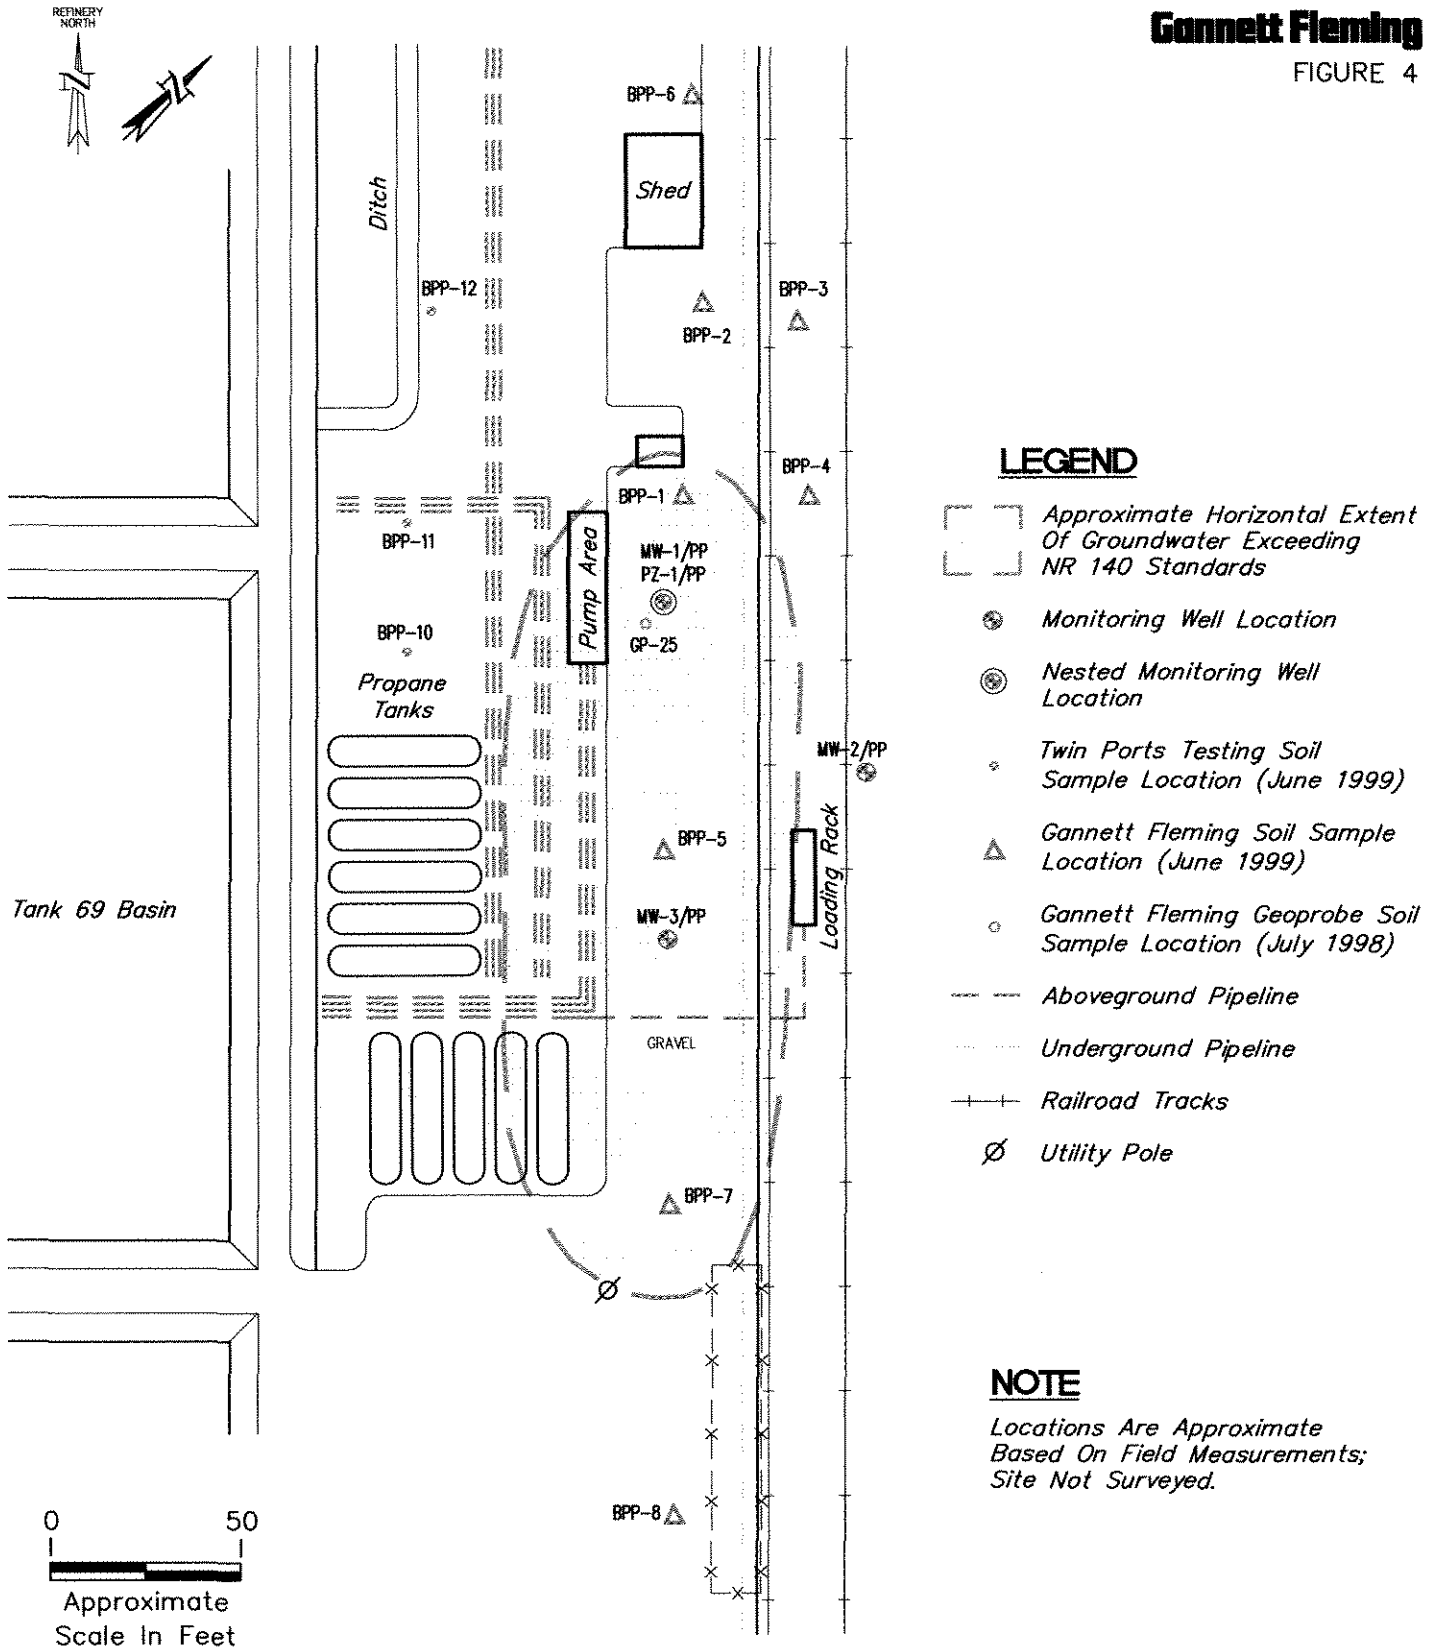 REFINERY
NORTH
N
N
Gannett Fleming
FIGURE 4
BPP-6
Shed
Ditch
BPP-12
BPP-3
BPP-2
BPP-4
BPP-1
BPP-11
MW-1/PP
PZ-1/PP
Pump Area
GP-25
BPP-10
Propane
Tanks
MW-2/PP
BPP-5
Loading Rack
MW-3/PP
Tank 69 Basin
GRAVEL
BPP-7
BPP-8
LEGEND
Approximate Horizontal Extent
Of Groundwater Exceeding
NR 140 Standards
Monitoring Well Location
Nested Monitoring Well
Location
Twin Ports Testing Soil
Sample Location (June 1999)
Gannett Fleming Soil Sample
Location (June 1999)
Gannett Fleming Geoprobe Soil
Sample Location (July 1998)
Aboveground Pipeline
Underground Pipeline
Railroad Tracks
Utility Pole
NOTE
Locations Are Approximate
Based On Field Measurements;
Site Not Surveyed.
0 50
Approximate
Scale In Feet